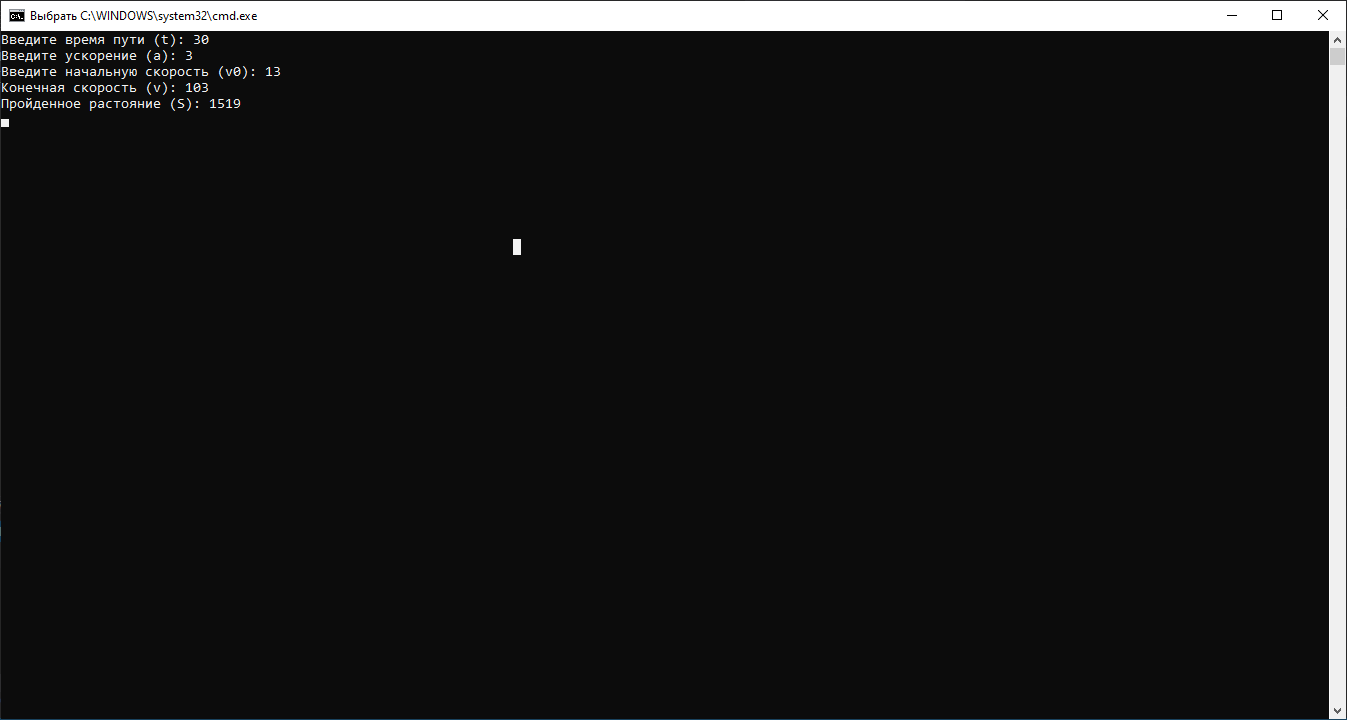 Выбрать C:\WINDOWS\system32\cmd.exe
Введите время пути (t): 30
Введите ускорение (a): 3
Введите начальную скорость (v0): 13
Конечная скорость (v): 103
Пройденное растояние (S): 1519